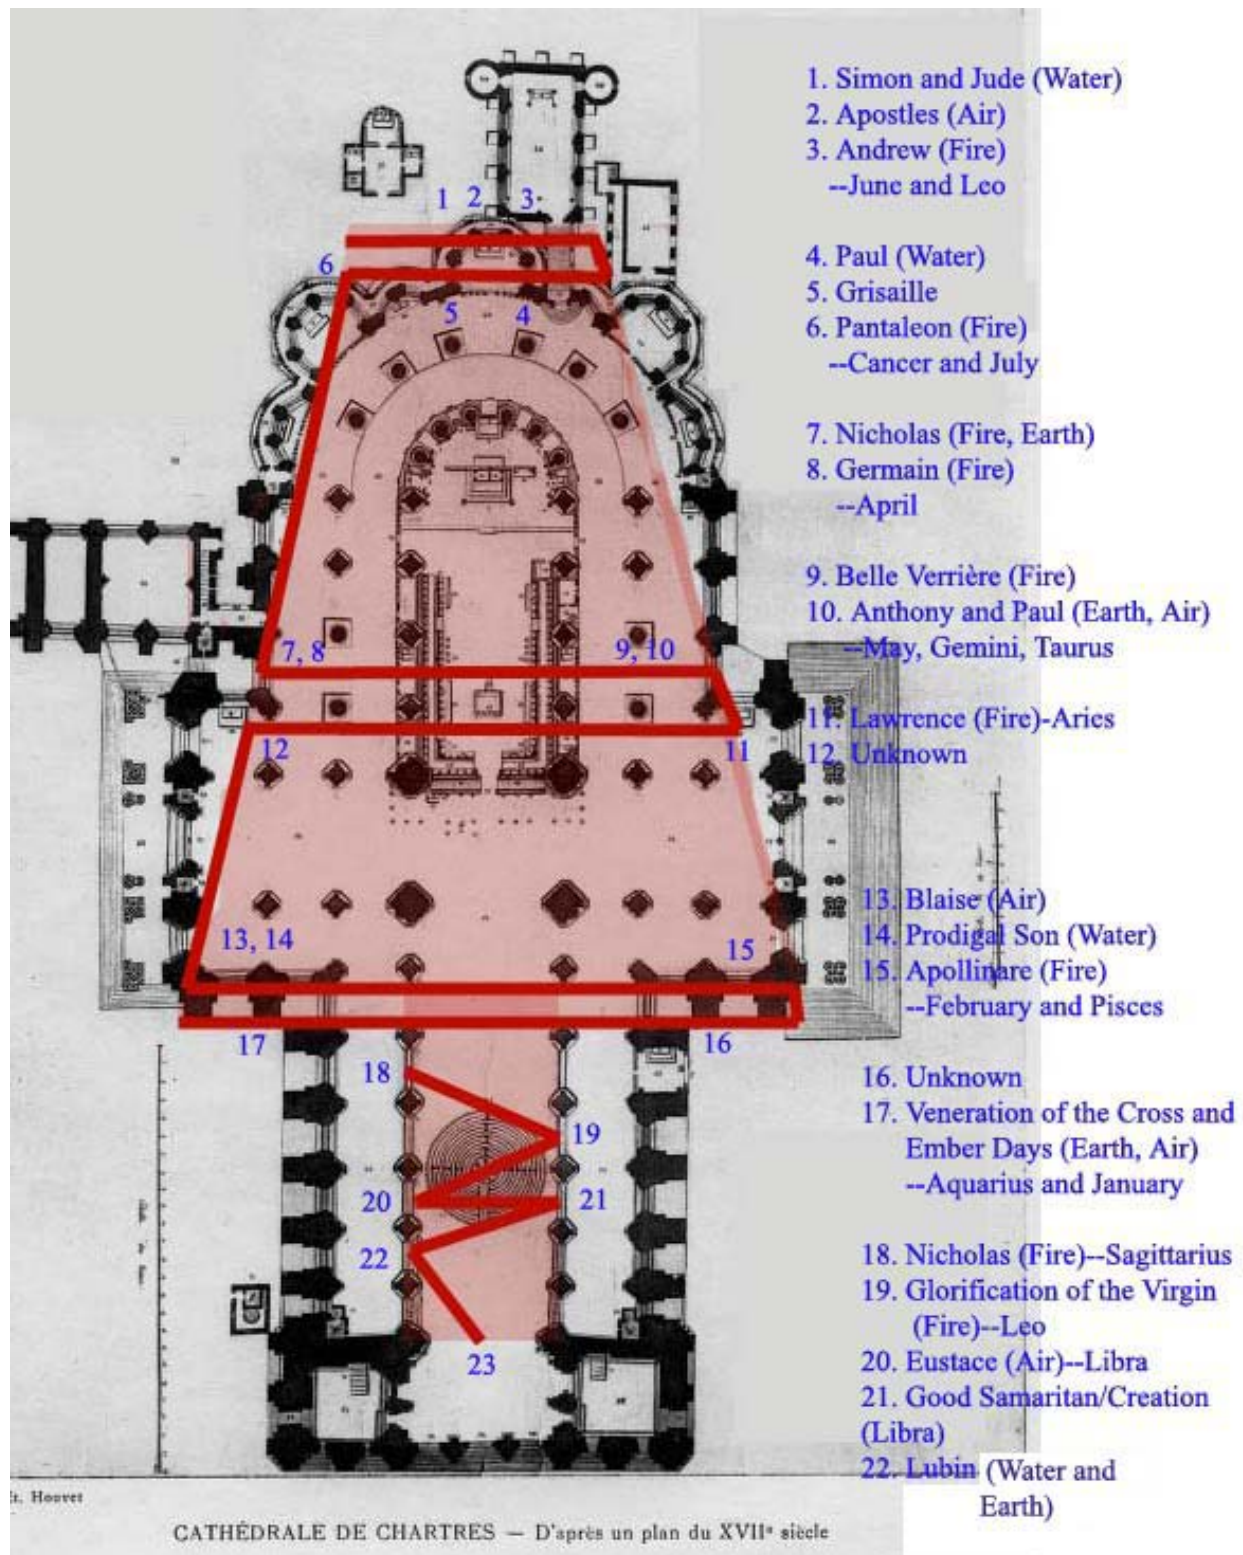 1. Simon and Jude (Water)
2. Apostles (Air)
3. Andrew (Fire)
--June and Leo
4. Paul (Water)
5. Grisaille
6. Pantaleon (Fire)
--Cancer and July
7. Nicholas (Fire, Earth)
8. Germain (Fire)
--April
9. Belle Verrière (Fire)
10. Anthony and Paul (Earth, Air)
--May, Gemini, Taurus
11. Lawrence (Fire)-Aries
12. Unknown
13. Blaise (Air)
14. Prodigal Son (Water)
15. Apollinare (Fire)
--February and Pisces
16. Unknown
17. Veneration of the Cross and
Ember Days (Earth, Air)
--Aquarius and January
18. Nicholas (Fire)--Sagittarius
19. Glorification of the Virgin
(Fire)--Leo
20. Eustace (Air)--Libra
21. Good Samaritan/Creation
(Libra)
22. Lubin (Water and
Earth)
1 2 3
6
5 4
7, 8 9, 10
12 11
13, 14 15
17 16
18
19
20 21
22
23
Houvet
CATHÉDRALE DE CHARTRES — D'après un plan du XVIIe siècle